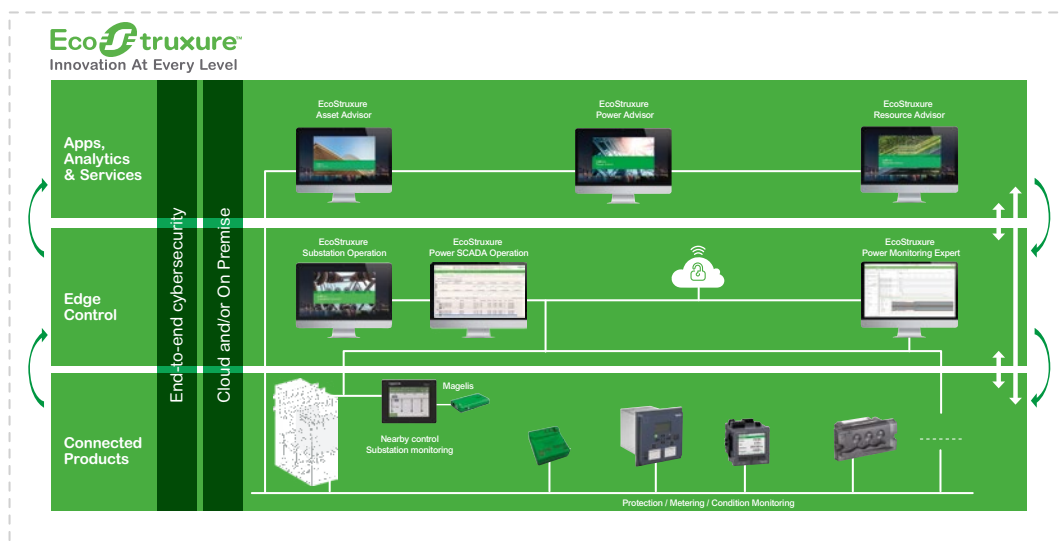 EcoStruxure™
Innovation At Every Level
Apps,
Analytics
& Services
End-to-end cybersecurity
Cloud and/or On Premise
EcoStruxure
Asset Advisor
EcoStruxure
Power Advisor
EcoStruxure
Resource Advisor
Edge
Control
EcoStruxure
Substation Operation
EcoStruxure
Power SCADA Operation
EcoStruxure
Power Monitoring Expert
Connected
Products
Magelis
Nearby control
Substation monitoring
Protection / Metering / Condition Monitoring